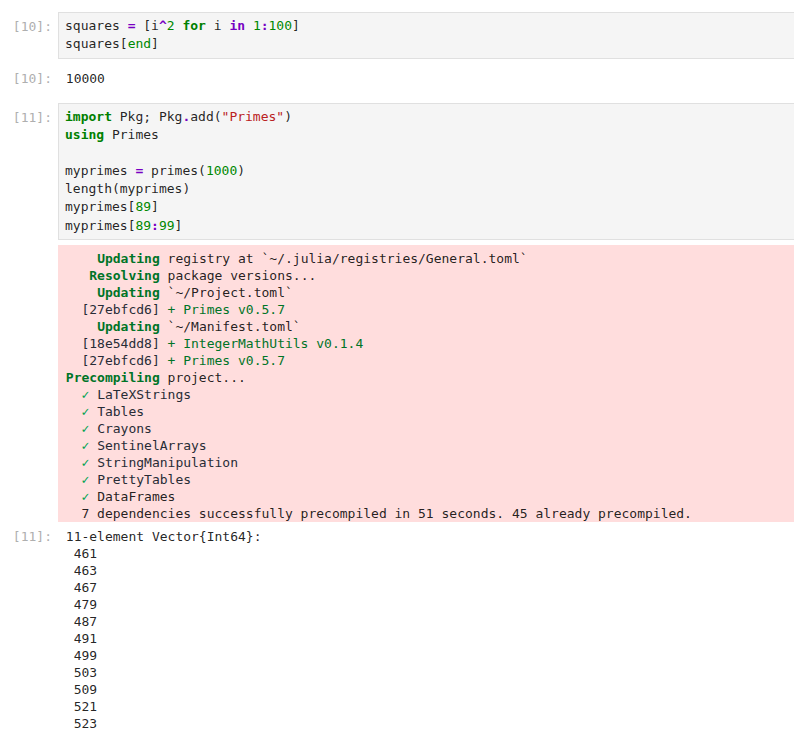 [10]: squares = [i^2 for i in 1:100]
squares[end]
[10]: 10000
[11]: import Pkg; Pkg.add("Primes")
using Primes
myprimes = primes(1000)
length(myprimes)
myprimes[89]
myprimes[89:99]
Updating registry at `~/.julia/registries/General.toml`
Resolving package versions...
Updating `~/Project.toml`
[27ebfcd6] + Primes v0.5.7
Updating `~/Manifest.toml`
[18e54dd8] + IntegerMathUtils v0.1.4
[27ebfcd6] + Primes v0.5.7
Precompiling project...
✓ LaTeXStrings
✓ Tables
✓ Crayons
✓ SentinelArrays
✓ StringManipulation
✓ PrettyTables
✓ DataFrames
7 dependencies successfully precompiled in 51 seconds. 45 already precompiled.
[11]: 11-element Vector{Int64}:
461
463
467
479
487
491
499
503
509
521
523